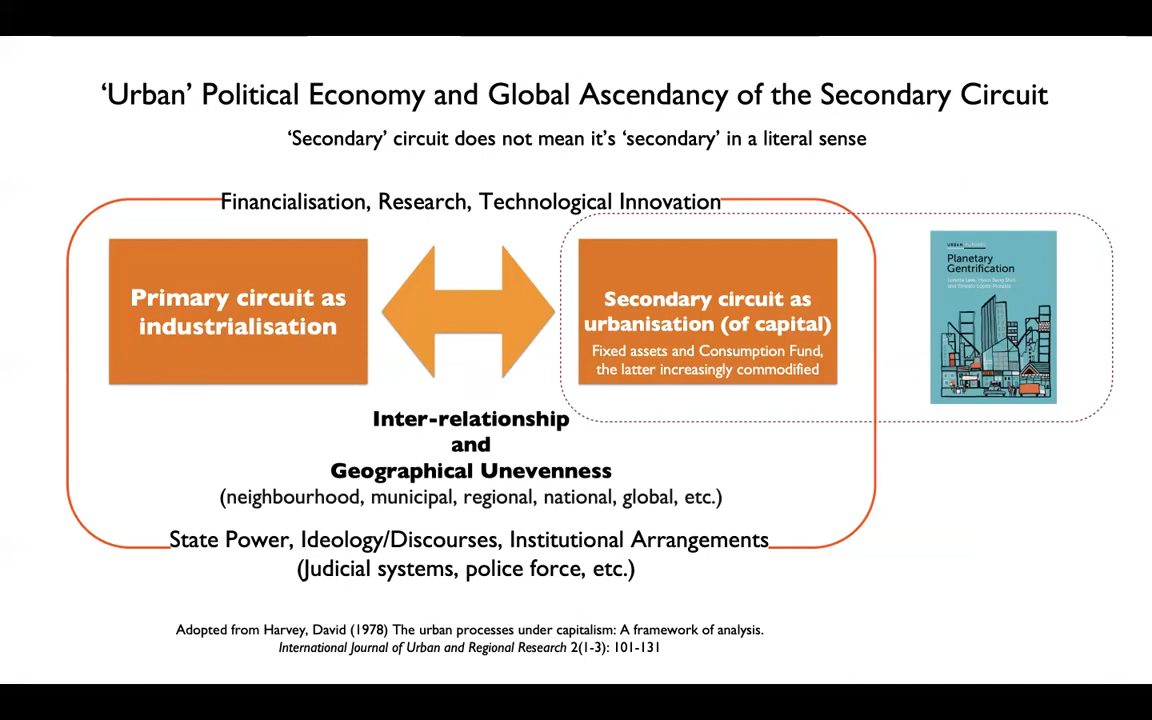 ‘Urban’ Political Economy and Global Ascendancy of the Secondary Circuit
‘Secondary’ circuit does not mean it’s ‘secondary’ in a literal sense
Financialisation, Research, Technological Innovation
Primary circuit as
industrialisation
Secondary circuit as
urbanisation (of capital)
Fixed assets and Consumption Fund,
the latter increasingly commodified
URBAN
Planetary
Gentrification
Inter-relationship
and
Geographical Unevenness
(neighbourhood, municipal, regional, national, global, etc.)
State Power, Ideology/Discourses, Institutional Arrangements
(Judicial systems, police force, etc.)
Adopted from Harvey, David (1978) The urban processes under capitalism: A framework of analysis.
International Journal of Urban and Regional Research 2(1-3): 101-131